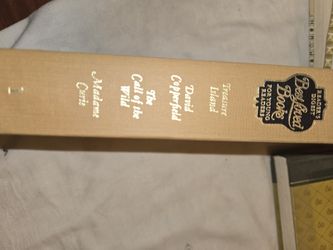 READER'S
DIGEST
Best Loved
Books
FOR YOUNG
READERS
Treasure
Island
David
Copperfield
The
Call of the
Wild
Madame
Curie
1